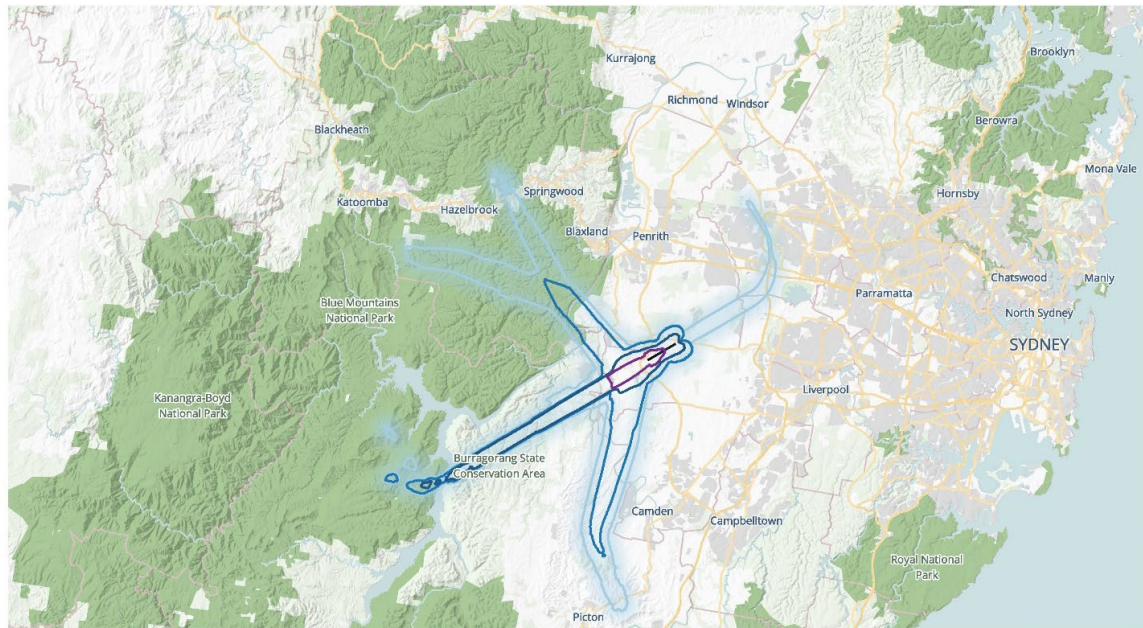 Brooklyn
Kurrajong
Richmond
Windsor
Berowra
Blackheath
Mona Vale
Springwood
Hornsby
Katoomba
Hazelbrook
Blaxland
Penrith
Chatswood
Manly
Parramatta
Blue Mountains
National Park
North Sydney
SYDNEY
Liverpool
Kanangra-Boyd
National Park
Burragorang State
Conservation Area
Camden
Campbelltown
Royal National
Park
Picton